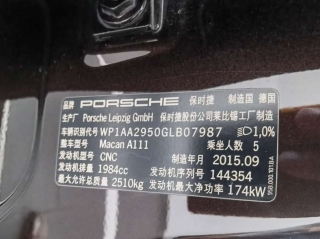 品牌 PORSCHE 保时捷 制造国 德国
生产厂 Porsche Leipzig GmbH 保时捷股份公司莱比锡工厂制造
车辆识别代号 WP1AA2950GLB07987 1,0%
整车型号 Macan A111 乘坐人数 5
发动机型号 CNC 制造年月 2015.09
发动机排量 1984cc 发动机号 144354
最大允许总质量 2510kg 发动机最大净功率 174kW